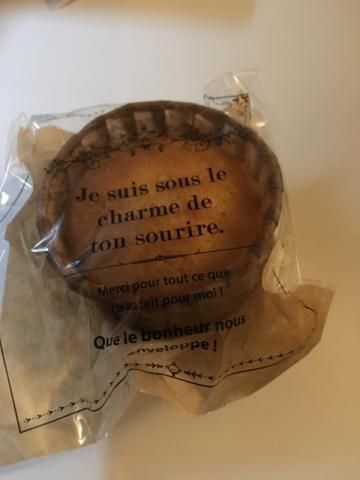 Je suis sous le
charme de
ton sourire.
Merci pour tout ce que
tu as fait pour moi !
Que le bonheur nous
enveloppe !